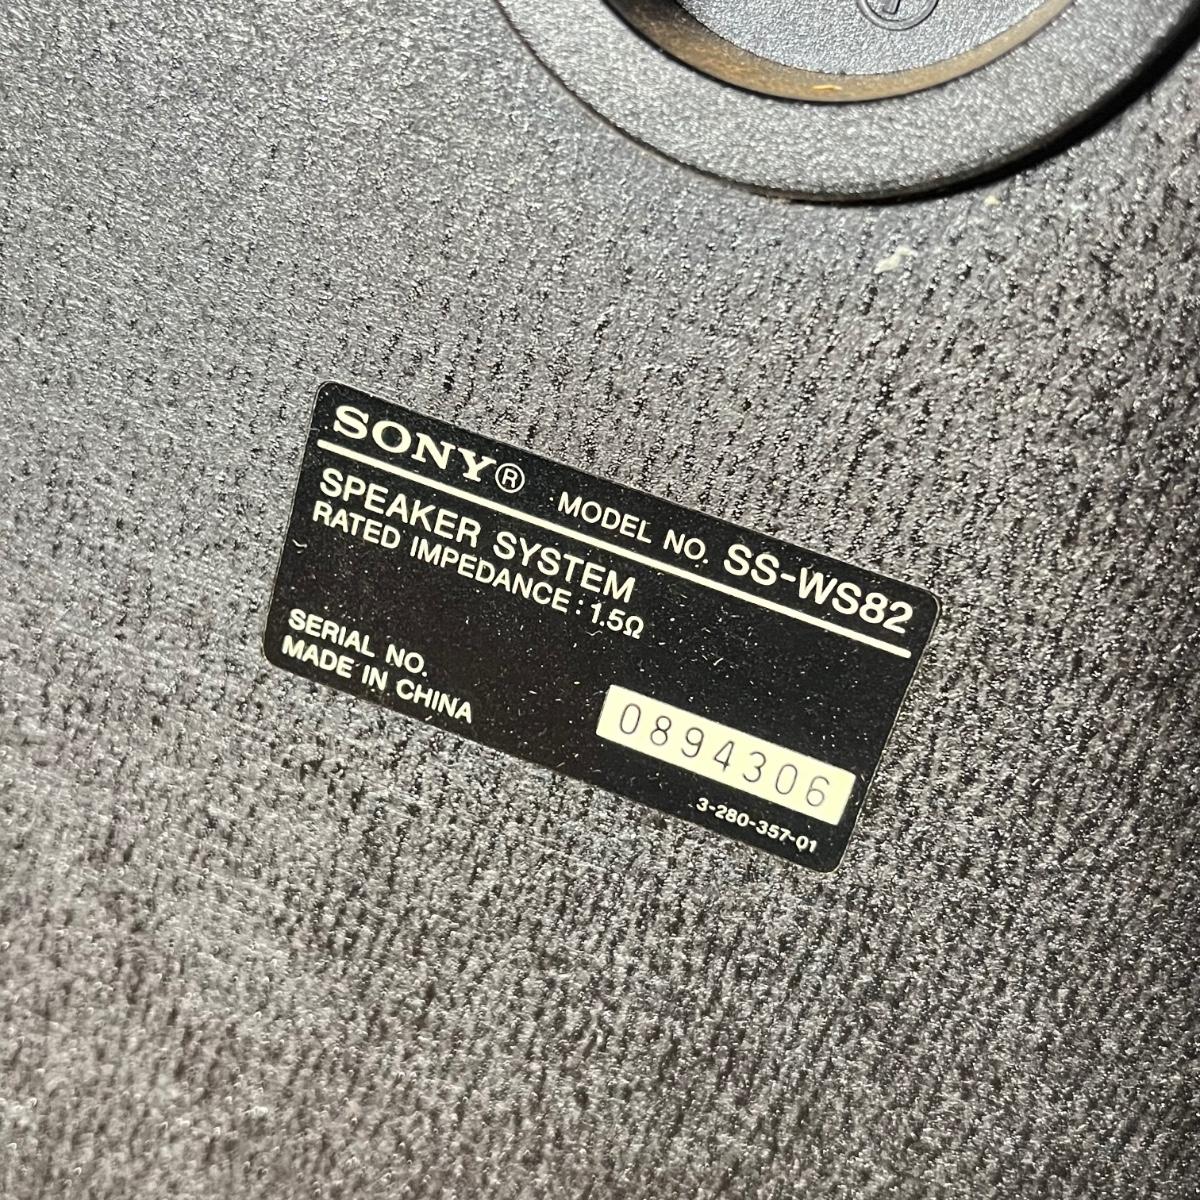 SONY® MODEL NO. SS-WS82
SPEAKER SYSTEM
RATED IMPEDANCE : 1.5Ω
SERIAL NO.
MADE IN CHINA
0894306
3-280-357-01